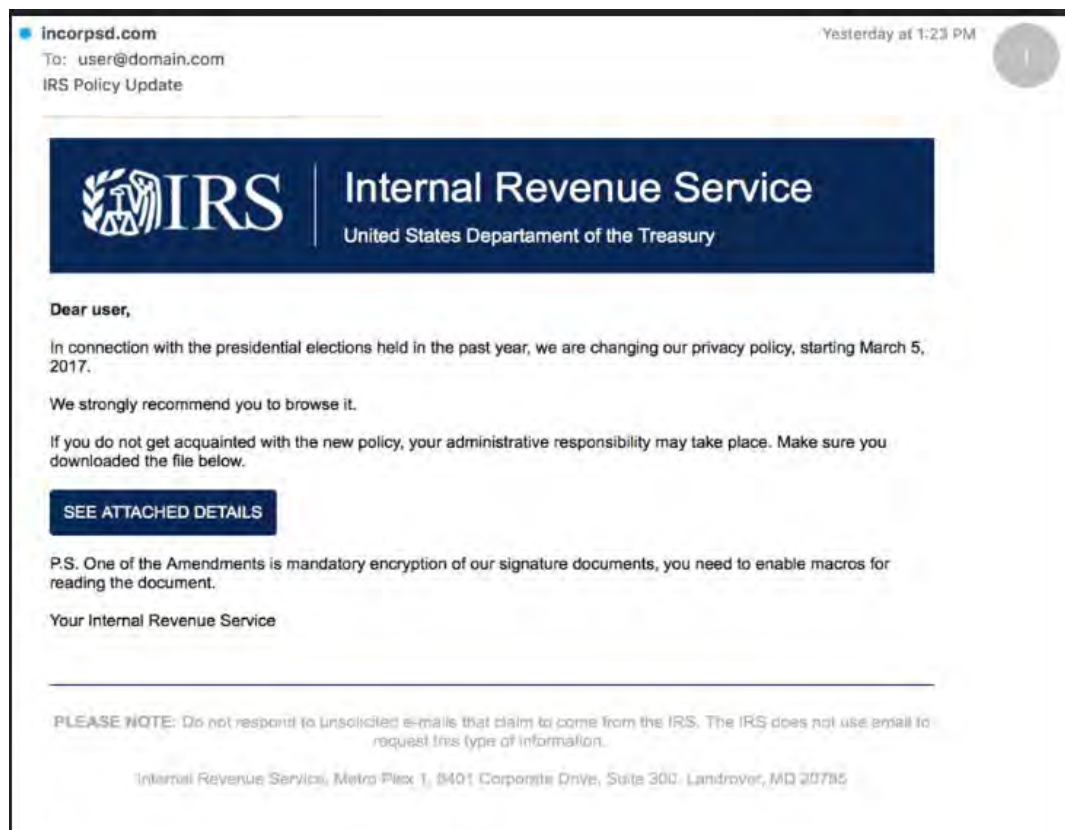 incorpsd.com
Yesterday at 1:23 PM
To: user@domain.com
I
IRS Policy Update
IRS
Internal Revenue Service
United States Departament of the Treasury
Dear user,
In connection with the presidential elections held in the past year, we are changing our privacy policy, starting March 5,
2017.
We strongly recommend you to browse it.
If you do not get acquainted with the new policy, your administrative responsibility may take place. Make sure you
downloaded the file below.
SEE ATTACHED DETAILS
P.S. One of the Amendments is mandatory encryption of our signature documents, you need to enable macros for
reading the document.
Your Internal Revenue Service
PLEASE NOTE: Do not respond to unsolicited e-mails that claim to come from the IRS. The IRS does not use email to
request this type of information.
Internal Revenue Service, Metro Plex 1, 8401 Corporate Drive, Suite 300, Landrover, MD 20785